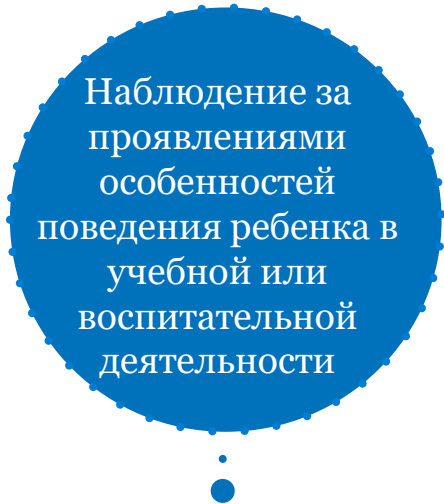 Наблюдение за
проявлениями
особенностей
поведения ребенка в
учебной или
воспитательной
деятельности